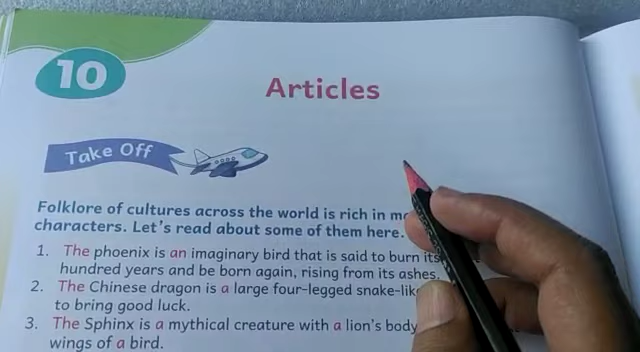 10
Articles
Take Off
Folklore of cultures across the world is rich in
characters. Let's read about some of them here.
1. The phoenix is an imaginary bird that is said to burn its
hundred years and be born again, rising from its ashes.
2. The Chinese dragon is a large four-legged
to bring good luck.
3. The Sphinx is a mythical creature with a lion's body
wings of a bird.